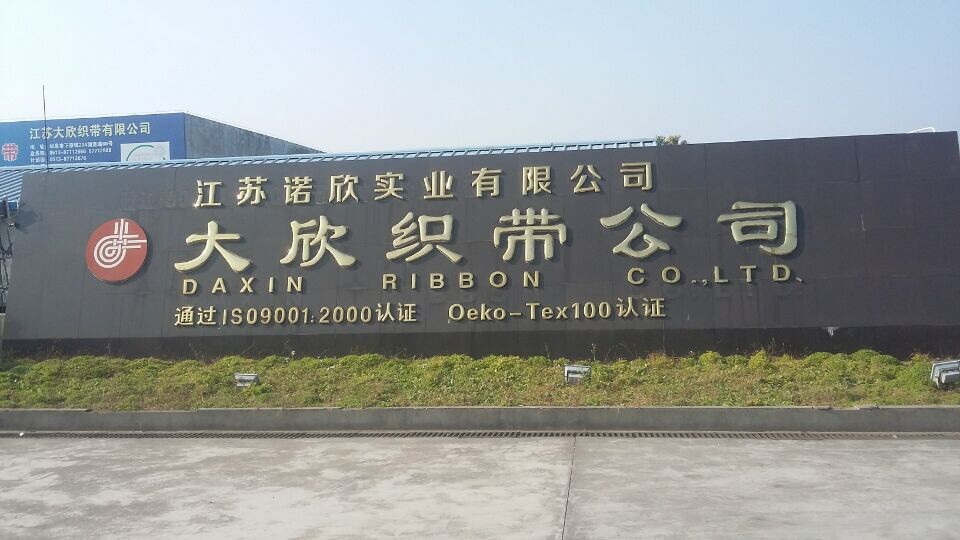 江苏大欣织带有限公司
带
江苏诺欣实业有限公司
大欣织带公司
DAXIN RIBBON CO.,LTD.
通过ISO9001:2000认证 Oeko-Tex100认证